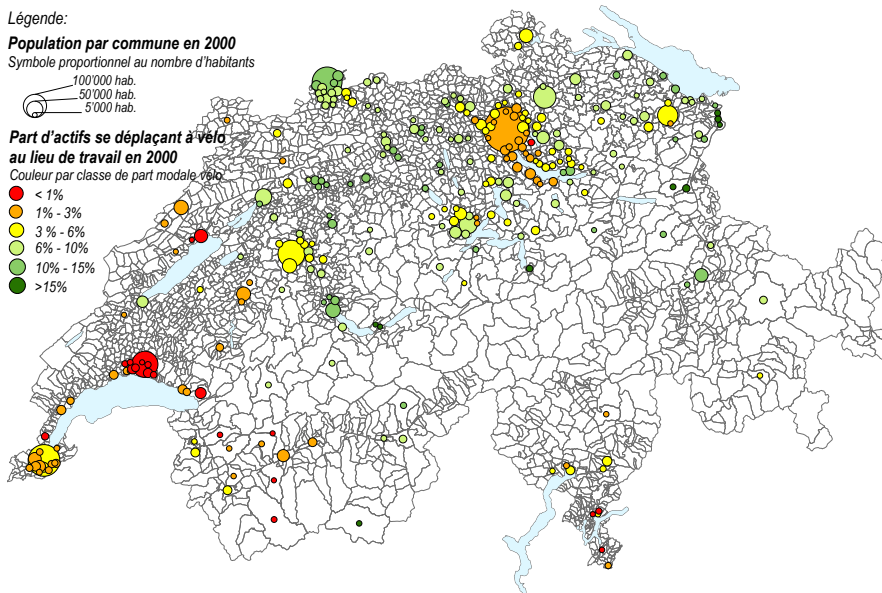 Légende:
Population par commune en 2000
Symbole proportionnel au nombre d'habitants
100'000 hab.
50'000 hab.
5'000 hab.
Part d'actifs se déplaçant à vélo
au lieu de travail en 2000
Couleur par classe de part modale vélo
< 1%
1% - 3%
3 % - 6%
6% - 10%
10% - 15%
>15%